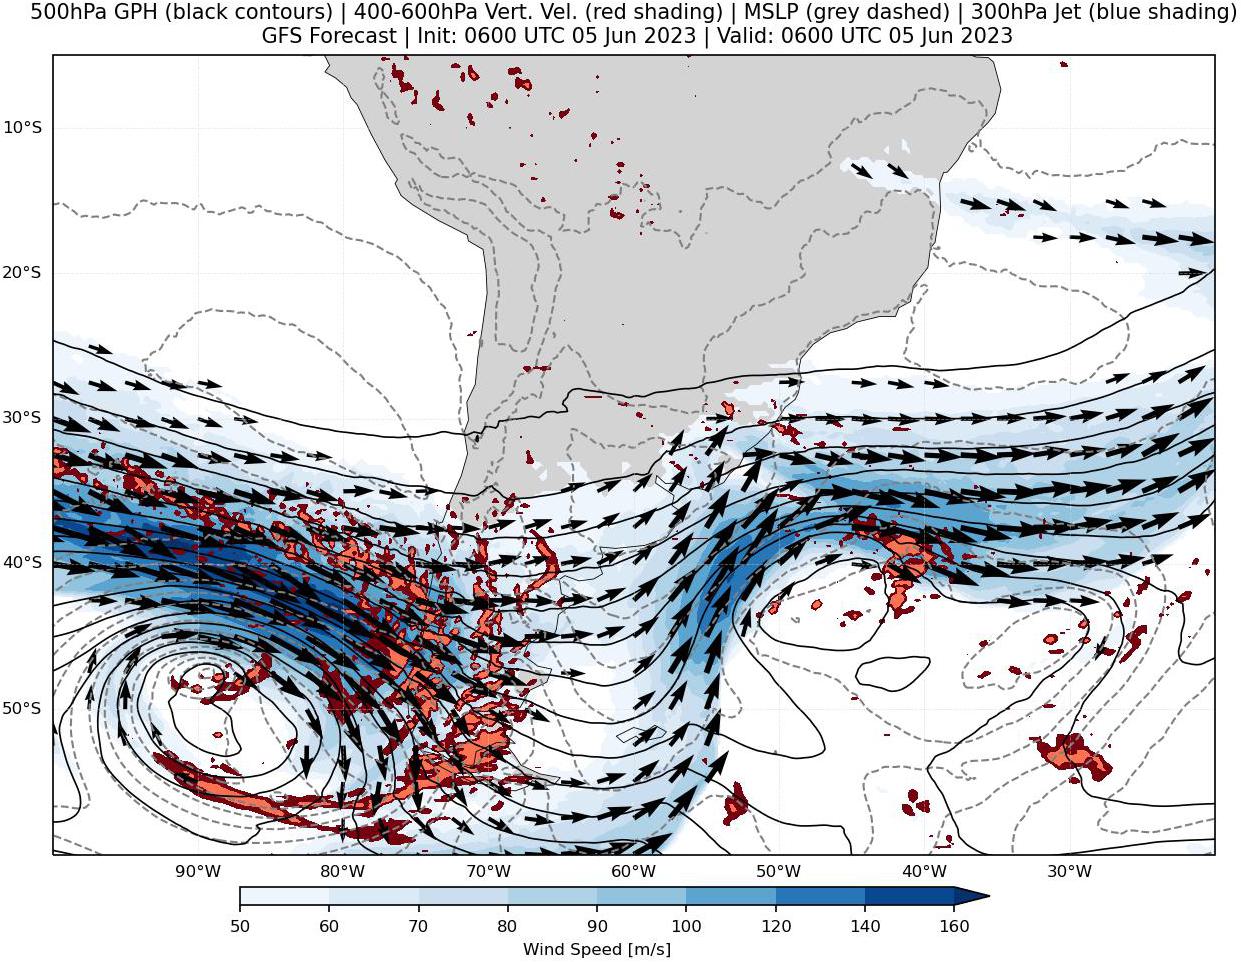 500hPa GPH (black contours) | 400-600hPa Vert. Vel. (red shading) | MSLP (grey dashed) | 300hPa Jet (blue shading)
GFS Forecast | Init: 0600 UTC 05 Jun 2023 | Valid: 0600 UTC 05 Jun 2023
10°S
20°S
30°S
40°S
50°S
90°W 80°W 70°W 60°W 50°W 40°W 30°W
50 60 70 80 90 100 120 140 160
Wind Speed [m/s]